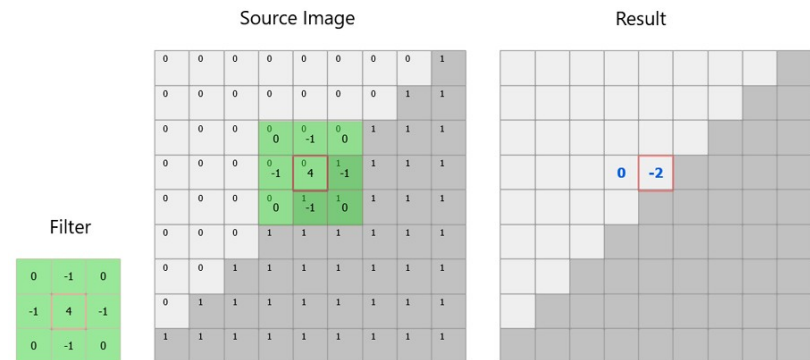 Source Image
Result
0 0 0 0 0 0 0 0 1
0 0 0 0 0 0 0 1 1
0 0 0 0 0 0 1 1 1
0 -1 0
0 0 0 0 0 1 1 1 1
-1 4 -1
0 -2
0 0 0 0 1 1 1 1 1
0 -1 0
0 0 0 1 1 1 1 1 1
0 0 1 1 1 1 1 1 1
0 1 1 1 1 1 1 1 1
1 1 1 1 1 1 1 1 1
Filter
0 -1 0
-1 4 -1
0 -1 0